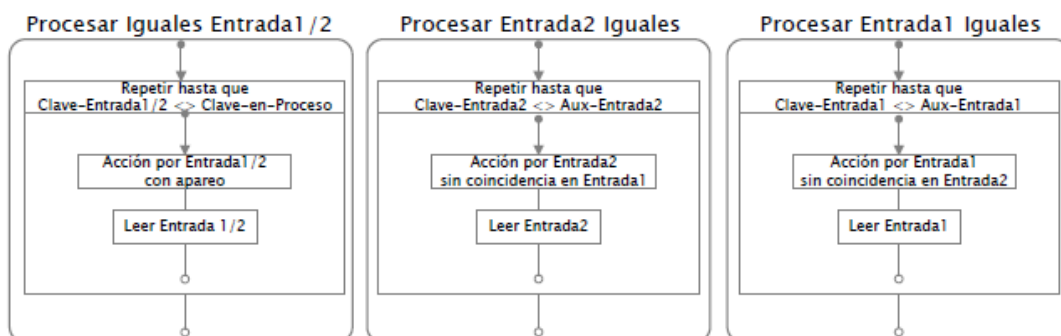 Procesar Iguales Entrada1/2
Repetir hasta que
Clave-Entrada1/2 <> Clave-en-Proceso
Acción por Entrada1/2
con apareo
Leer Entrada 1/2
Procesar Entrada2 Iguales
Repetir hasta que
Clave-Entrada2 <> Aux-Entrada2
Acción por Entrada2
sin coincidencia en Entrada1
Leer Entrada2
Procesar Entrada1 Iguales
Repetir hasta que
Clave-Entrada1 <> Aux-Entrada1
Acción por Entrada1
sin coincidencia en Entrada2
Leer Entrada1